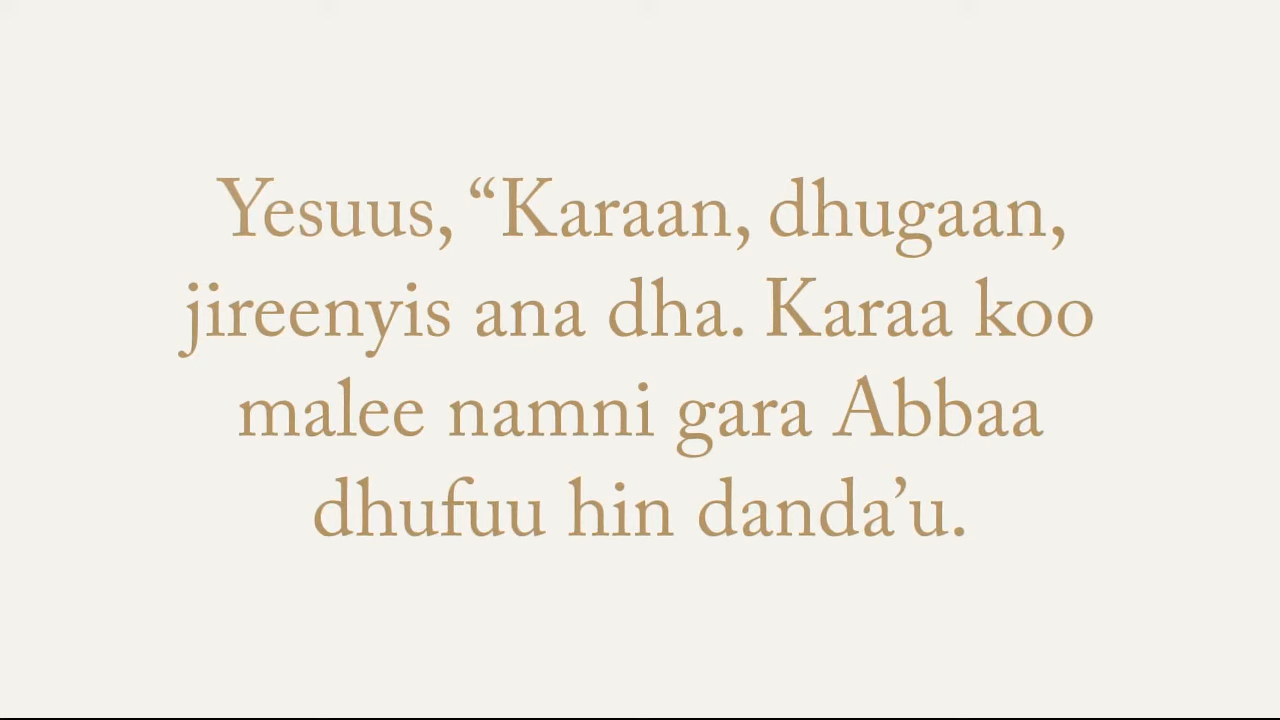 Yesuus, “Karaan, dhugaan,
jireenyis ana dha. Karaa koo
malee namni gara Abbaa
dhufuu hin danda’u.